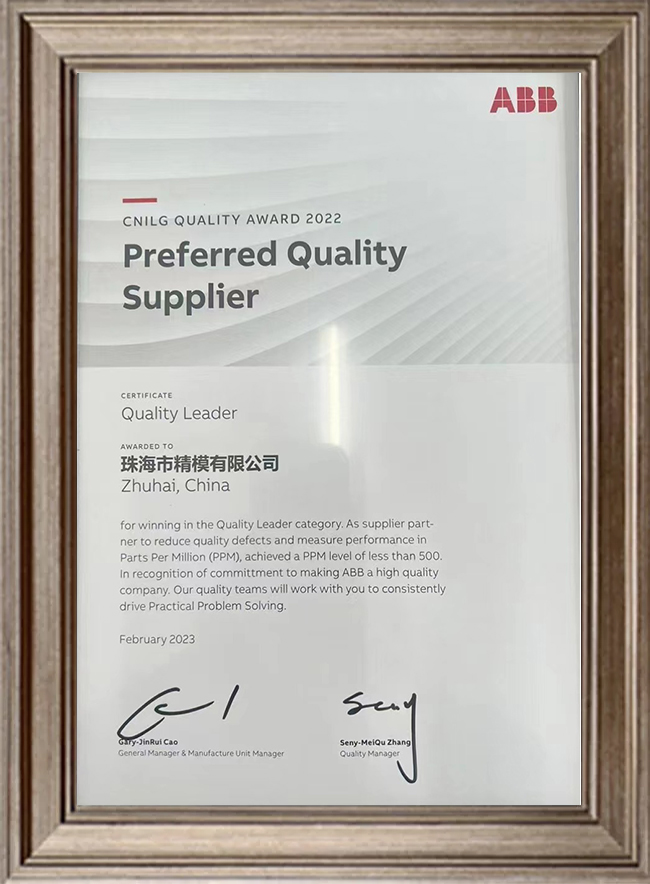 ABB
CNILG QUALITY AWARD 2022
Preferred Quality
Supplier
CERTIFICATE
Quality Leader
AWARDED TO
珠海市精模有限公司
Zhuhai, China
for winning in the Quality Leader category. As supplier part-
ner to reduce quality defects and measure performance in
Parts Per Million (PPM), achieved a PPM level of less than 500.
In recognition of committment to making ABB a high quality
company. Our quality teams will work with you to consistently
drive Practical Problem Solving.
February 2023
Seny
Gary-JinRui Cao
General Manager & Manufacture Unit Manager
Seny-MeiQu Zhang
Quality Manager